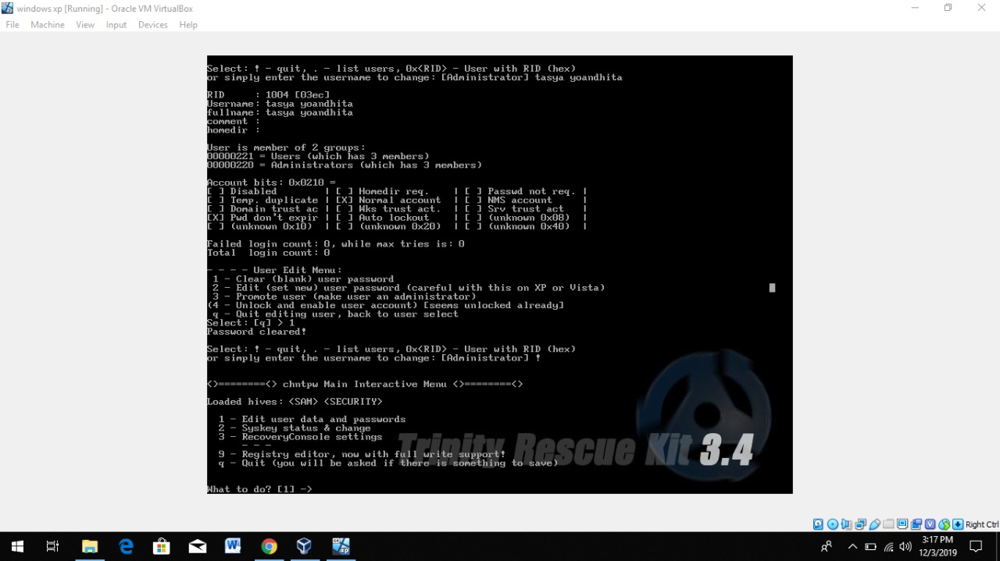 windows xp [Running] - Oracle VM VirtualBox
File Machine View Input Devices Help
Select: ! - quit, . - list users, 0x<RID> - User with RID (hex)
or simply enter the username to change: [Administrator] tasya yoandhita
RID : 1004 [03ec]
Username: tasya yoandhita
fullname: tasya yoandhita
comment :
homedir :
User is member of 2 groups:
00000221 = Users (which has 3 members)
00000220 = Administrators (which has 3 members)
Account bits: 0x0210 =
[ ] Disabled | [ ] Homedir req. | [ ] Passwd not req. |
[ ] Temp. duplicate | [X] Normal account | [ ] NMS account |
[ ] Domain trust ac | [ ] Wks trust act. | [ ] Srv trust act |
[X] Pwd don't expir | [ ] Auto lockout | [ ] (unknown 0x08) |
[ ] (unknown 0x10) | [ ] (unknown 0x20) | [ ] (unknown 0x40) |
Failed login count: 0, while max tries is: 0
Total login count: 0
- - - - User Edit Menu:
1 - Clear (blank) user password
2 - Edit (set new) user password (careful with this on XP or Vista)
3 - Promote user (make user an administrator)
(4 - Unlock and enable user account) [seems unlocked already]
q - Quit editing user, back to user select
Select: [q] > 1
Password cleared!
Select: ! - quit, . - list users, 0x<RID> - User with RID (hex)
or simply enter the username to change: [Administrator] !
<>========<> chntpw Main Interactive Menu <>========<>
Loaded hives: <SAM> <SECURITY>
1 - Edit user data and passwords
2 - Syskey status & change
3 - RecoveryConsole settings
- - -
9 - Registry editor, now with full write support!
q - Quit (you will be asked if there is something to save)
Trinity Rescue Kit 3.4
What to do? [1] ->
Right Ctrl
3:17 PM
12/3/2019